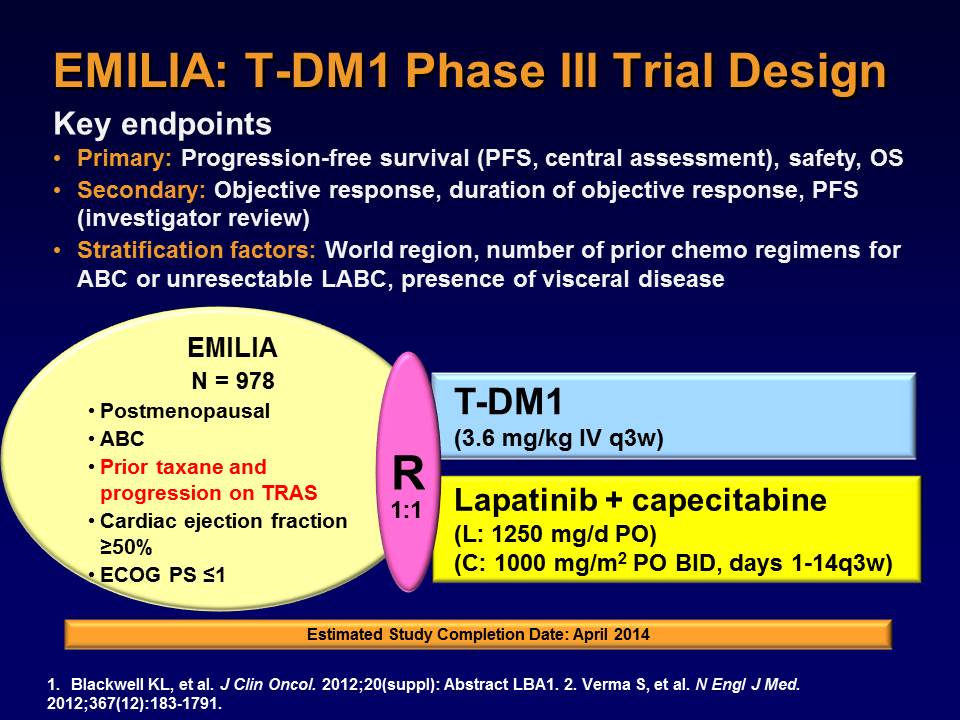 EMILIA: T-DM1 Phase III Trial Design
Key endpoints
• Primary: Progression-free survival (PFS, central assessment), safety, OS
• Secondary: Objective response, duration of objective response, PFS
(investigator review)
• Stratification factors: World region, number of prior chemo regimens for
ABC or unresectable LABC, presence of visceral disease
EMILIA
N = 978
• Postmenopausal
• ABC
• Prior taxane and
progression on TRAS
• Cardiac ejection fraction
≥50%
• ECOG PS ≤1
R
1:1
T-DM1
(3.6 mg/kg IV q3w)
Lapatinib + capecitabine
(L: 1250 mg/d PO)
(C: 1000 mg/m² PO BID, days 1-14q3w)
Estimated Study Completion Date: April 2014
1. Blackwell KL, et al. J Clin Oncol. 2012;20(suppl): Abstract LBA1. 2. Verma S, et al. N Engl J Med.
2012;367(12):183-1791.